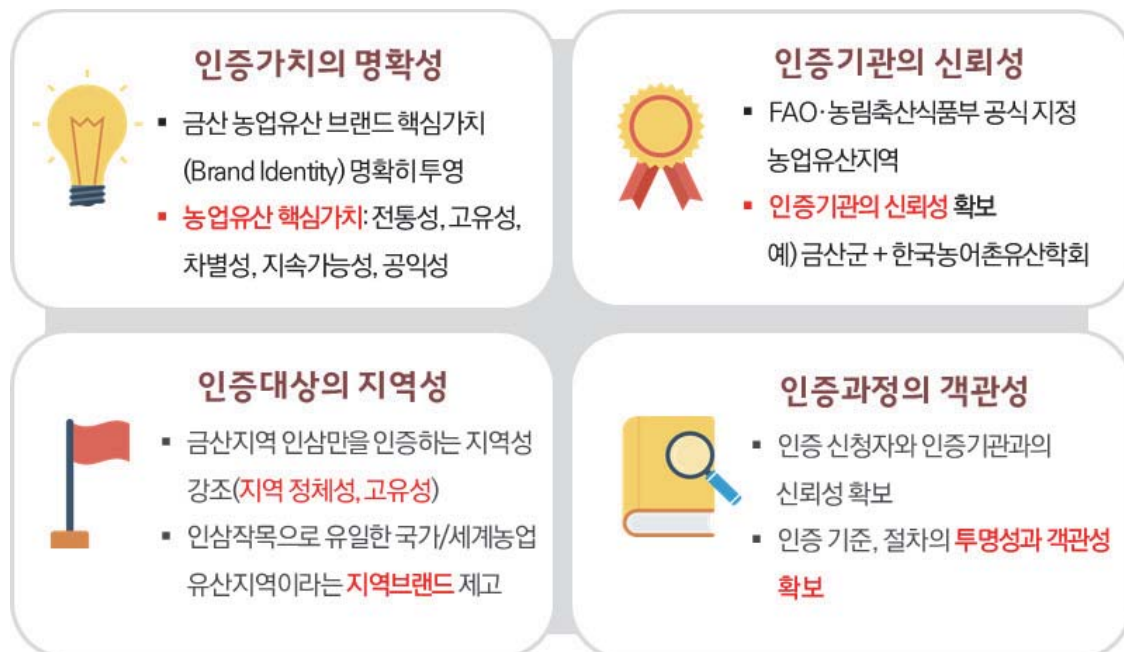 인증가치의 명확성
▪ 금산 농업유산 브랜드 핵심가치
(Brand Identity) 명확히 투영
▪ 농업유산 핵심가치: 전통성, 고유성,
차별성, 지속가능성, 공익성
인증기관의 신뢰성
▪ FAO·농림축산식품부 공식 지정
농업유산지역
▪ 인증기관의 신뢰성 확보
예) 금산군 + 한국농어촌유산학회
인증대상의 지역성
▪ 금산지역 인삼만을 인증하는 지역성
강조(지역 정체성, 고유성)
▪ 인삼작목으로 유일한 국가/세계농업
유산지역이라는 지역브랜드 제고
인증과정의 객관성
▪ 인증 신청자와 인증기관과의
신뢰성 확보
▪ 인증 기준, 절차의 투명성과 객관성
확보